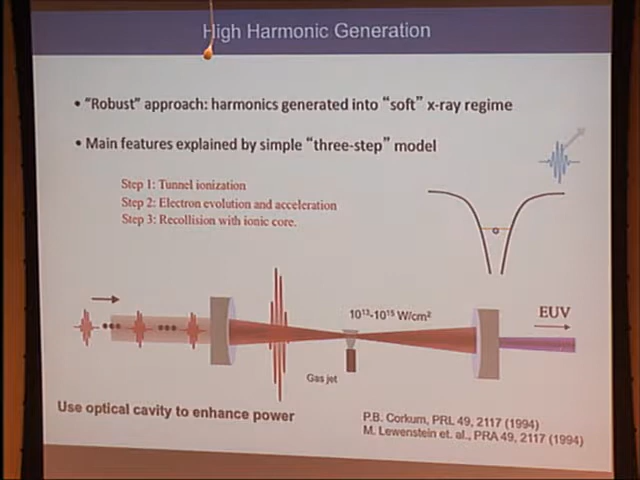 High Harmonic Generation
• "Robust" approach: harmonics generated into "soft" x-ray regime
• Main features explained by simple "three-step" model
Step 1: Tunnel ionization
Step 2: Electron evolution and acceleration
Step 3: Recollision with ionic core.
10¹³-10¹⁵ W/cm²
EUV
Gas jet
Use optical cavity to enhance power
P.B. Corkum, PRL 49, 2117 (1994)
M. Lewenstein et. al., PRA 49, 2117 (1994)